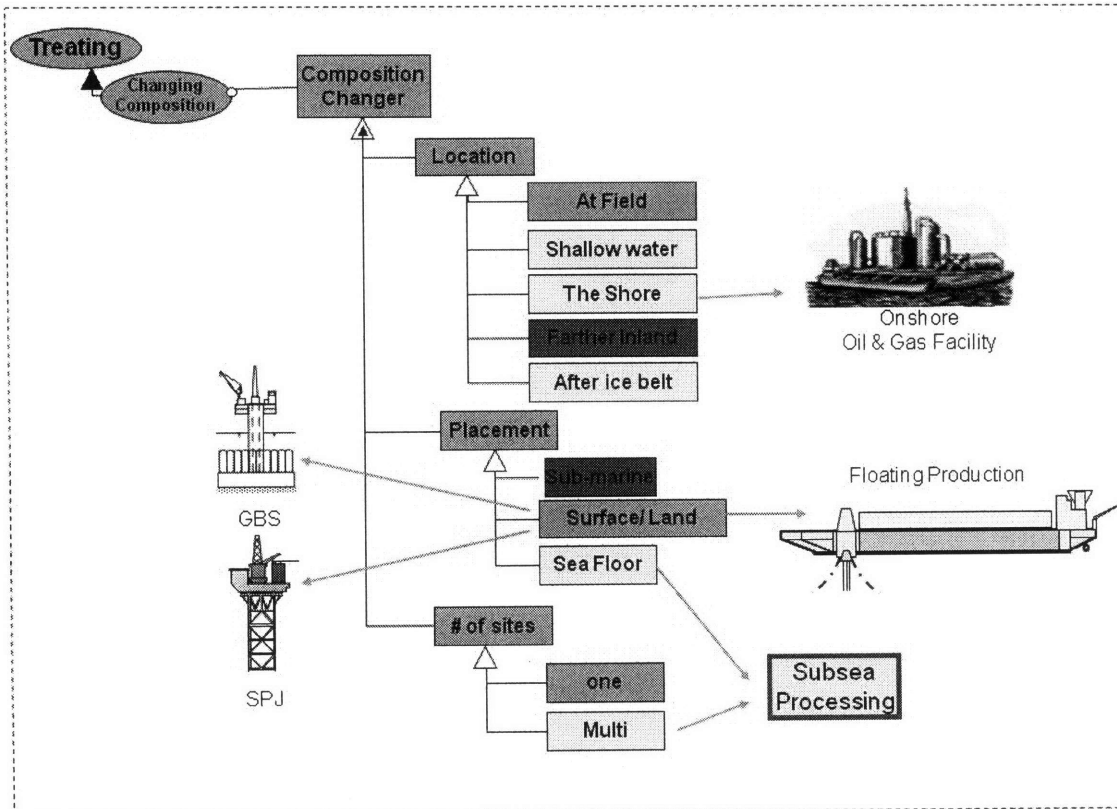 Treating
Changing
Composition
Composition
Changer
Location
At Field
Shallow water
The Shore
Farther Inland
After ice belt
Onshore
Oil & Gas Facility
Placement
Sub-marine
Surface/ Land
Sea Floor
GBS
SPJ
Floating Production
# of sites
one
Multi
Subsea
Processing